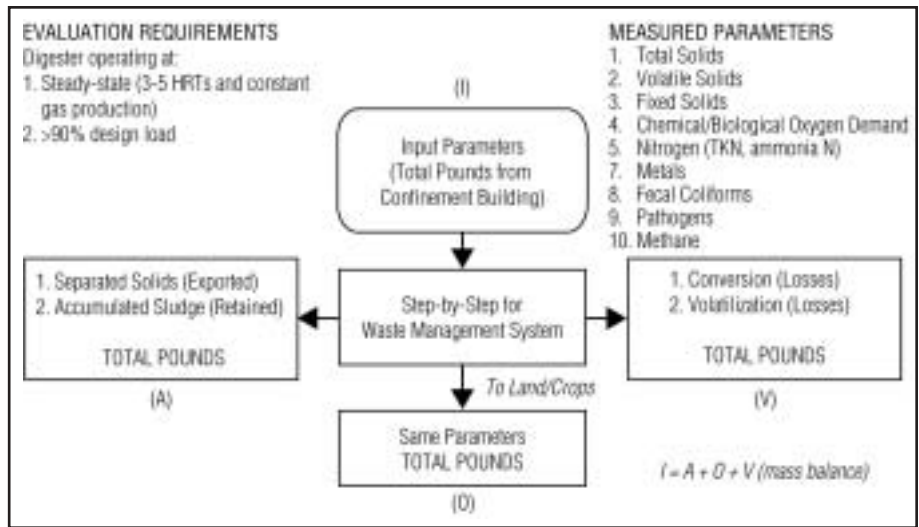 EVALUATION REQUIREMENTS
Digester operating at:
1. Steady-state (3-5 HRTs and constant
gas production)
2. >90% design load
MEASURED PARAMETERS
1. Total Solids
2. Volatile Solids
3. Fixed Solids
4. Chemical/Biological Oxygen Demand
5. Nitrogen (TKN, ammonia N)
7. Metals
8. Fecal Coliforms
9. Pathogens
10. Methane
(I)
Input Parameters
(Total Pounds from
Confinement Building)
1. Separated Solids (Exported)
2. Accumulated Sludge (Retained)
TOTAL POUNDS
(A)
Step-by-Step for
Waste Management System
1. Conversion (Losses)
2. Volatilization (Losses)
TOTAL POUNDS
(V)
To Land/Crops
Same Parameters
TOTAL POUNDS
(O)
I = A + O + V (mass balance)